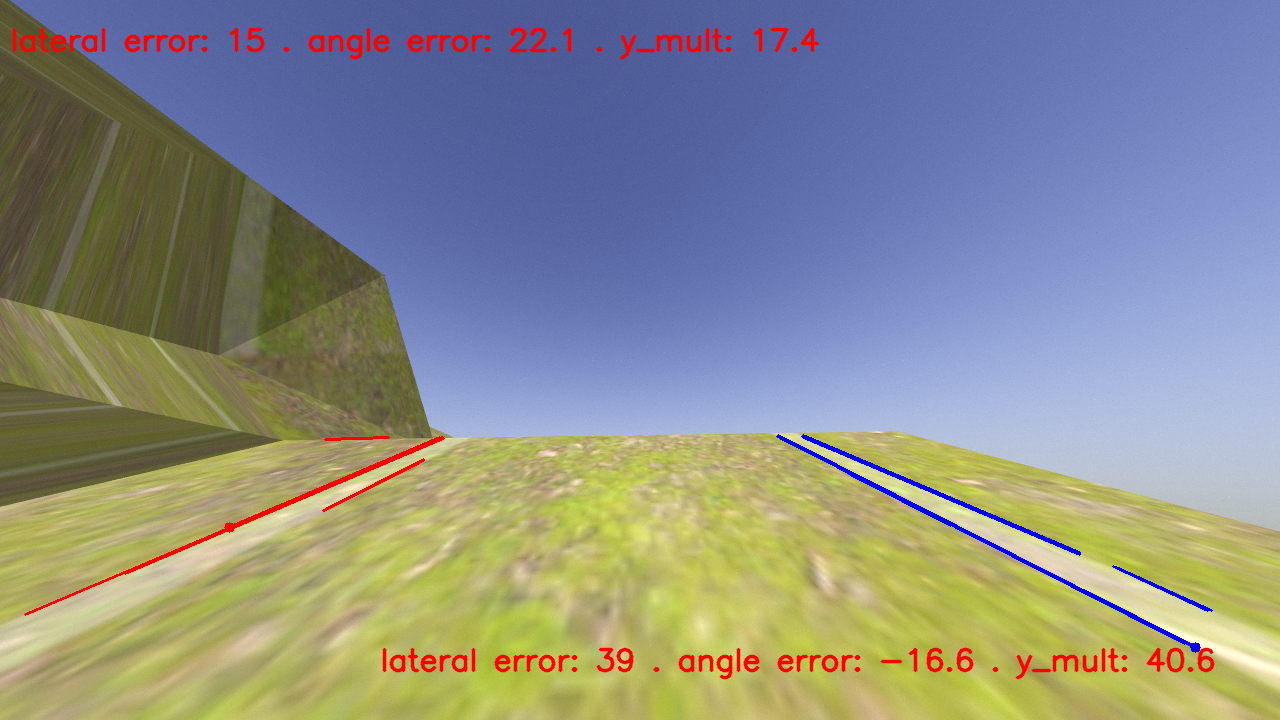 lateral error: 15 . angle error: 22.1 . y_mult: 17.4
lateral error: 39 . angle error: -16.6 . y_mult: 40.6